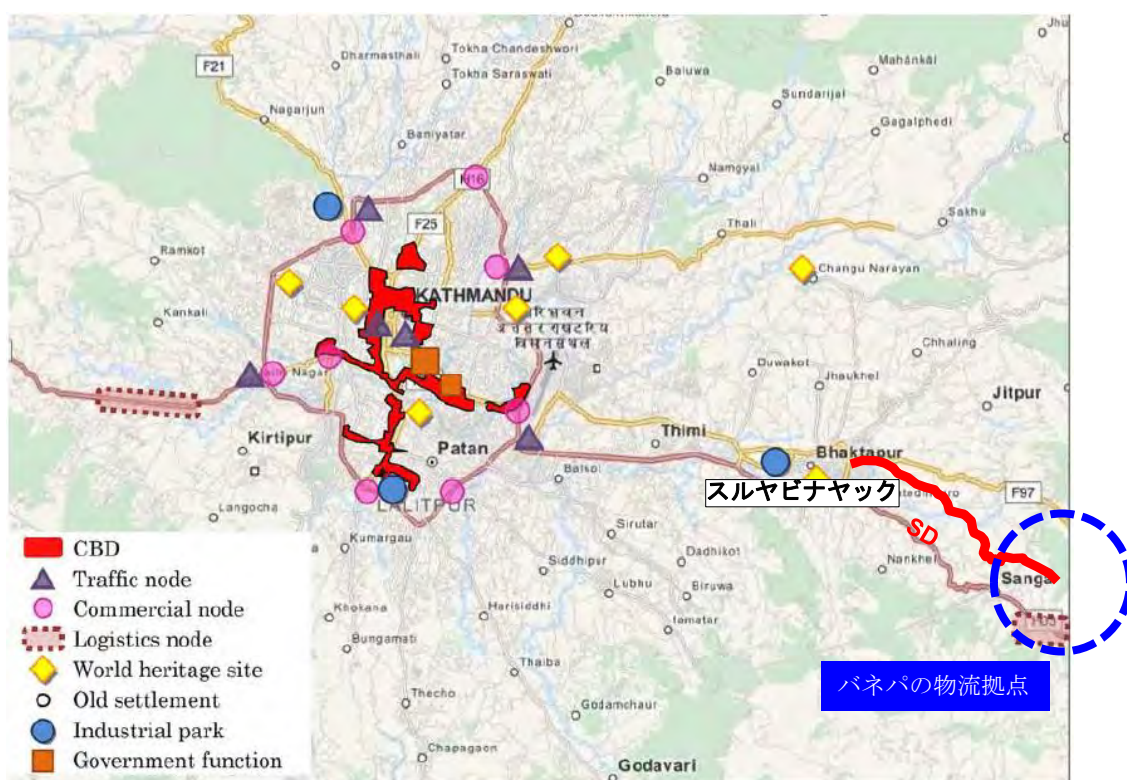 Tokha Chandeshwori
Dharmasthali
Mahánkál
F21
Tokha Saraswati
Baluwa
Sundarijal
Nagarjun
Gagalphedi
Baniyatar
Namgyal
F25
Thali
Sakhu
Ramkot
Changu Narayan
KATHMANDU
Kankali
Chhaling
Duwakot
Jhaukhel
Jitpur
Kirtipur
Thimi
Patan
Bhaktapur
スルヤビナヤック
F97
Langocha
LALITPUR
SD
Sirutar
Kumargau
Dadhikot
Siddhipur
Nankhel
Sanga
Lubhu
Biruwa
Khokana
Harisiddhi
Bungamati
Thaiba
バネパの物流拠点
Thecho
Godamchaur
Chapagaon
Godavari
CBD
Traffic node
Commercial node
Logistics node
World heritage site
Old settlement
Industrial park
Government function